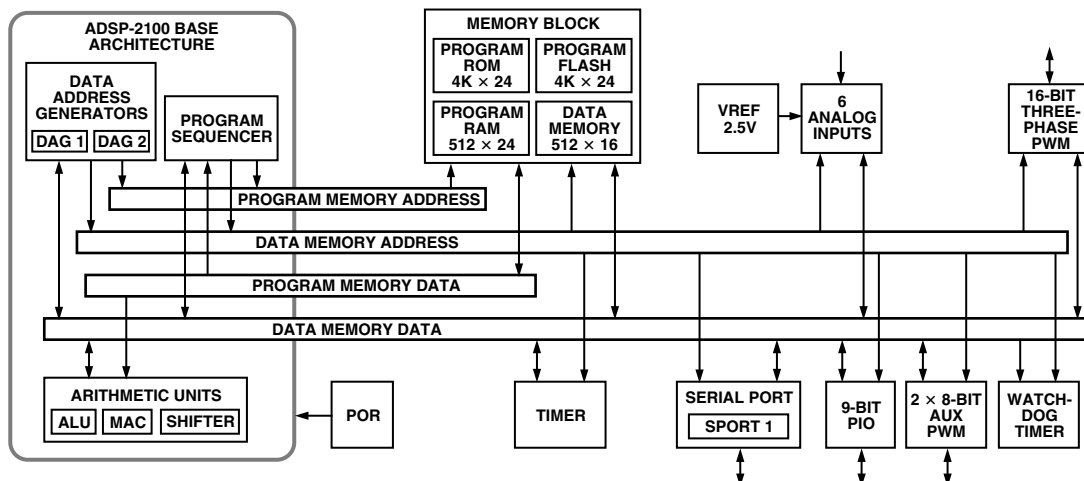 ADSP-2100 BASE
ARCHITECTURE
DATA
ADDRESS
GENERATORS
DAG 1
DAG 2
PROGRAM
SEQUENCER
MEMORY BLOCK
PROGRAM
ROM
4K × 24
PROGRAM
FLASH
4K × 24
PROGRAM
RAM
512 × 24
DATA
MEMORY
512 × 16
VREF
2.5V
6
ANALOG
INPUTS
16-BIT
THREE-
PHASE
PWM
PROGRAM MEMORY ADDRESS
DATA MEMORY ADDRESS
PROGRAM MEMORY DATA
DATA MEMORY DATA
ARITHMETIC UNITS
ALU
MAC
SHIFTER
POR
TIMER
SERIAL PORT
SPORT 1
9-BIT
PIO
2 × 8-BIT
AUX
PWM
WATCH-
DOG
TIMER